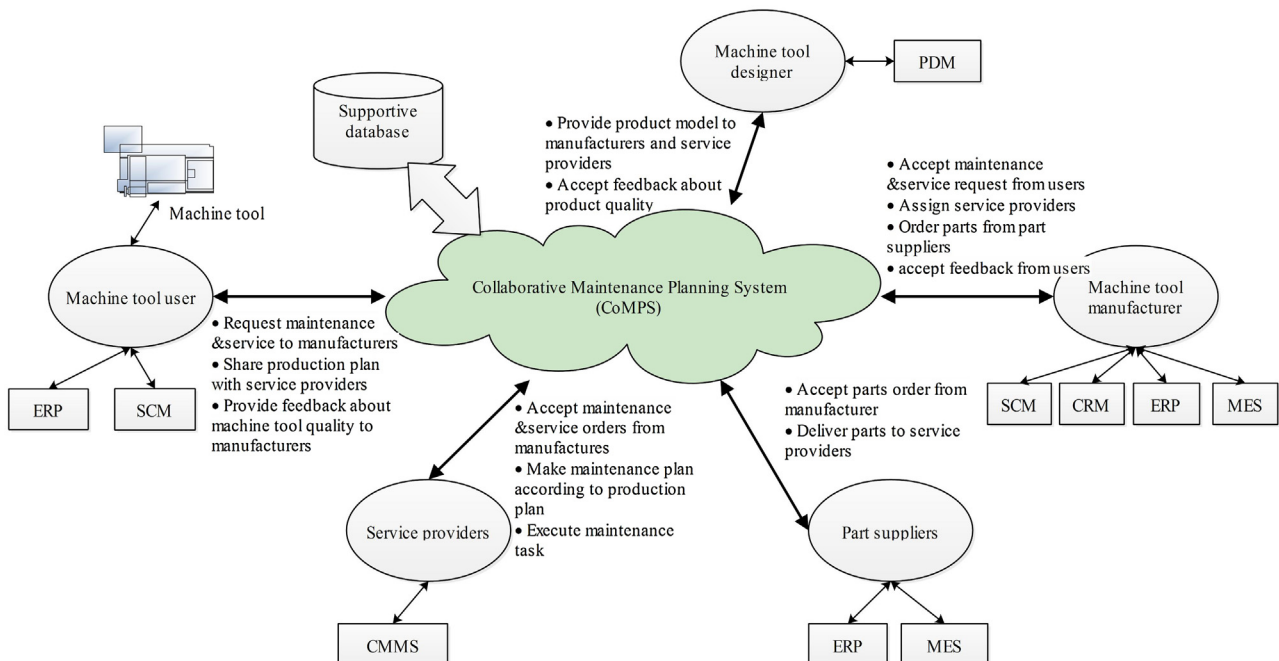 Machine tool
designer
PDM
Supportive
database
• Provide product model to
manufacturers and service
providers
• Accept feedback about
product quality
• Accept maintenance
&service request from users
• Assign service providers
• Order parts from part
suppliers
• accept feedback from users
Machine tool
Machine tool user
Collaborative Maintenance Planning System
(CoMPS)
Machine tool
manufacturer
• Request maintenance
&service to manufacturers
• Share production plan
with service providers
• Provide feedback about
machine tool quality to
manufacturers
ERP
SCM
• Accept maintenance
&service orders from
manufactures
• Make maintenance plan
according to production
plan
• Execute maintenance
task
• Accept parts order from
manufacturer
• Deliver parts to service
providers
SCM
CRM
ERP
MES
Service providers
Part suppliers
CMMS
ERP
MES